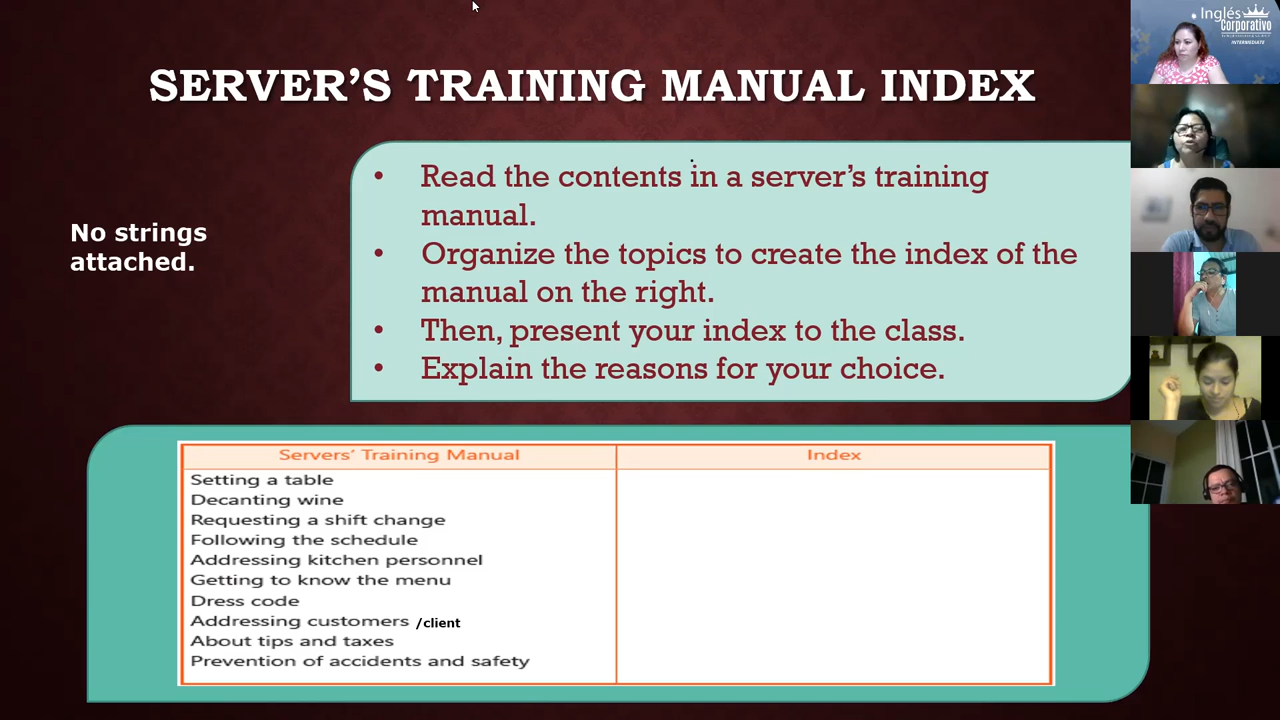 SERVER'S TRAINING MANUAL INDEX
No strings
attached.
• Read the contents in a server's training
manual.
• Organize the topics to create the index of the
manual on the right.
• Then, present your index to the class.
• Explain the reasons for your choice.
Servers' Training Manual
Index
Setting a table
Decanting wine
Requesting a shift change
Following the schedule
Addressing kitchen personnel
Getting to know the menu
Dress code
Addressing customers /client
About tips and taxes
Prevention of accidents and safety
Inglés
Corporativo
INTERMEDIATE